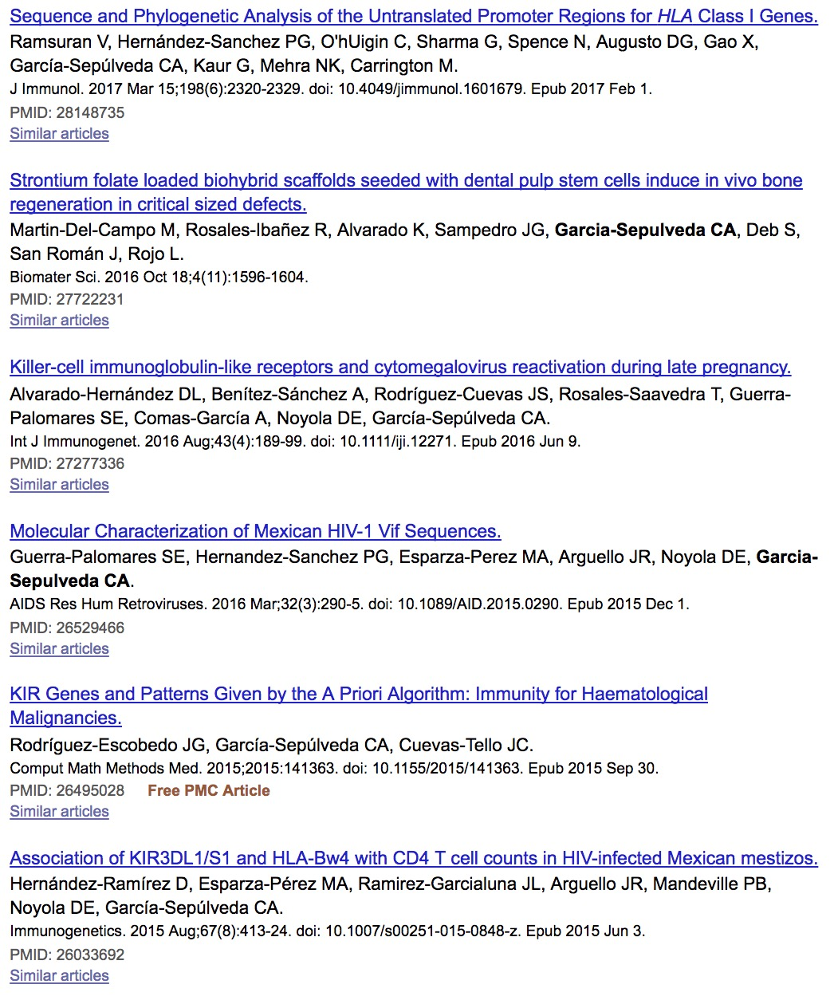 Sequence and Phylogenetic Analysis of the Untranslated Promoter Regions for HLA Class I Genes.
Ramsuran V, Hernández-Sanchez PG, O'hUigin C, Sharma G, Spence N, Augusto DG, Gao X,
García-Sepúlveda CA, Kaur G, Mehra NK, Carrington M.
J Immunol. 2017 Mar 15;198(6):2320-2329. doi: 10.4049/jimmunol.1601679. Epub 2017 Feb 1.
PMID: 28148735
Similar articles
Strontium folate loaded biohybrid scaffolds seeded with dental pulp stem cells induce in vivo bone
regeneration in critical sized defects.
Martin-Del-Campo M, Rosales-Ibañez R, Alvarado K, Sampedro JG, Garcia-Sepulveda CA, Deb S,
San Román J, Rojo L.
Biomater Sci. 2016 Oct 18;4(11):1596-1604.
PMID: 27722231
Similar articles
Killer-cell immunoglobulin-like receptors and cytomegalovirus reactivation during late pregnancy.
Alvarado-Hernández DL, Benítez-Sánchez A, Rodríguez-Cuevas JS, Rosales-Saavedra T, Guerra-
Palomares SE, Comas-García A, Noyola DE, García-Sepúlveda CA.
Int J Immunogenet. 2016 Aug;43(4):189-99. doi: 10.1111/iji.12271. Epub 2016 Jun 9.
PMID: 27277336
Similar articles
Molecular Characterization of Mexican HIV-1 Vif Sequences.
Guerra-Palomares SE, Hernandez-Sanchez PG, Esparza-Perez MA, Arguello JR, Noyola DE, Garcia-
Sepulveda CA.
AIDS Res Hum Retroviruses. 2016 Mar;32(3):290-5. doi: 10.1089/AID.2015.0290. Epub 2015 Dec 1.
PMID: 26529466
Similar articles
KIR Genes and Patterns Given by the A Priori Algorithm: Immunity for Haematological
Malignancies.
Rodríguez-Escobedo JG, García-Sepúlveda CA, Cuevas-Tello JC.
Comput Math Methods Med. 2015;2015:141363. doi: 10.1155/2015/141363. Epub 2015 Sep 30.
PMID: 26495028 Free PMC Article
Similar articles
Association of KIR3DL1/S1 and HLA-Bw4 with CD4 T cell counts in HIV-infected Mexican mestizos.
Hernández-Ramírez D, Esparza-Pérez MA, Ramirez-Garcialuna JL, Arguello JR, Mandeville PB,
Noyola DE, García-Sepúlveda CA.
Immunogenetics. 2015 Aug;67(8):413-24. doi: 10.1007/s00251-015-0848-z. Epub 2015 Jun 3.
PMID: 26033692
Similar articles